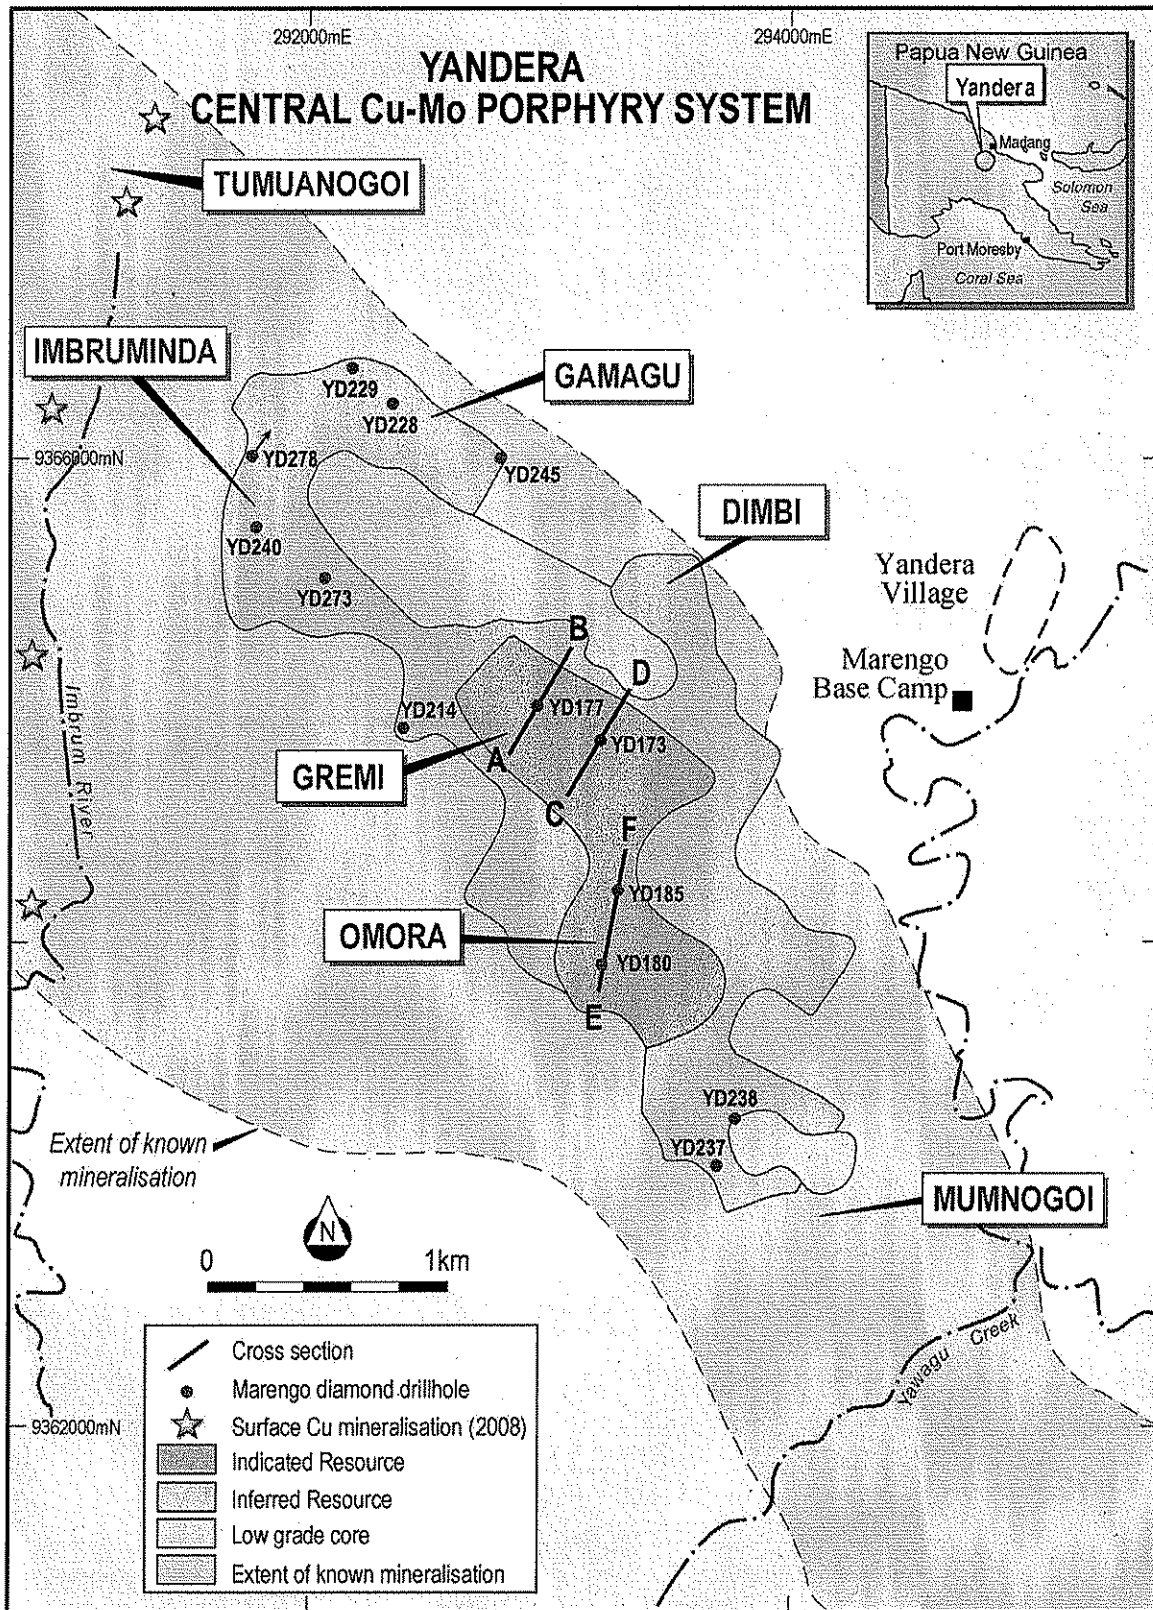 292000mE
294000mE
YANDERA
CENTRAL Cu-Mo PORPHYRY SYSTEM
Papua New Guinea
Yandera
Madang
Solomon
Sea
Port Moresby
Coral Sea
TUMUANOGOI
IMBRUMINDA
GAMAGU
YD229
YD228
9366000mN
YD278
YD245
DIMBI
YD240
YD273
Yandera
Village
Marengo
Base Camp
B
D
YD214
YD177
YD173
Imbrum River
GREMI
A
C
F
YD185
OMORA
YD180
E
YD238
YD237
Extent of known
mineralisation
MUMNOGOI
N
0 1km
Yawagu Creek
9362000mN
Cross section
Marengo diamond drillhole
Surface Cu mineralisation (2008)
Indicated Resource
Inferred Resource
Low grade core
Extent of known mineralisation